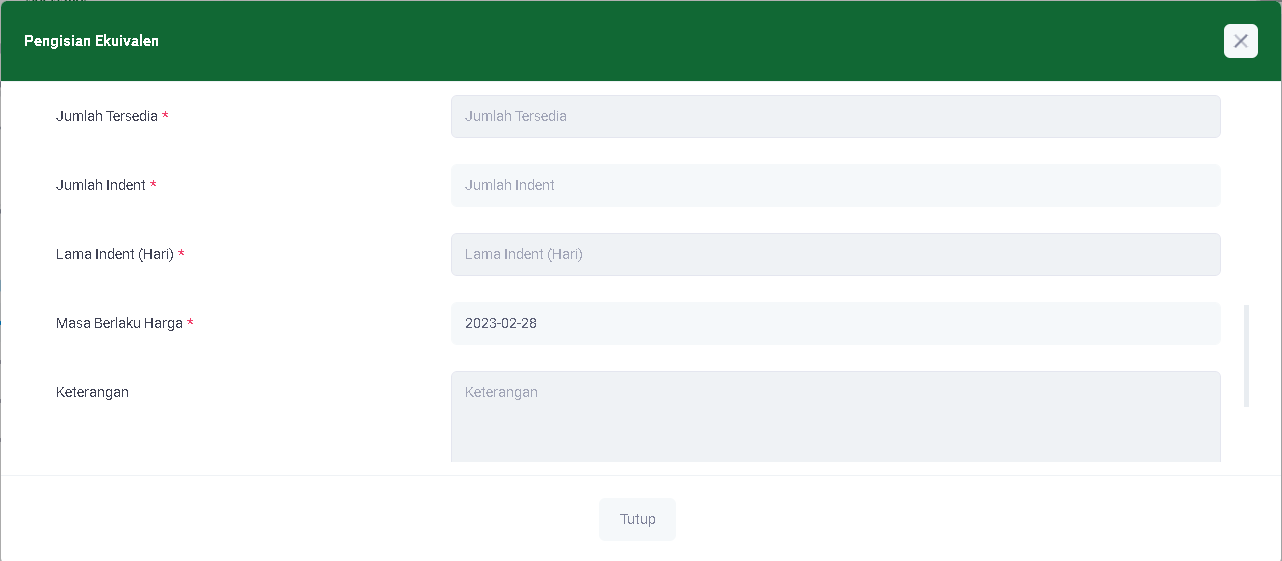 Pengisian Ekuivalen
Jumlah Tersedia *
Jumlah Tersedia
Jumlah Indent *
Jumlah Indent
Lama Indent (Hari) *
Lama Indent (Hari)
Masa Berlaku Harga *
2023-02-28
Keterangan
Keterangan
Tutup